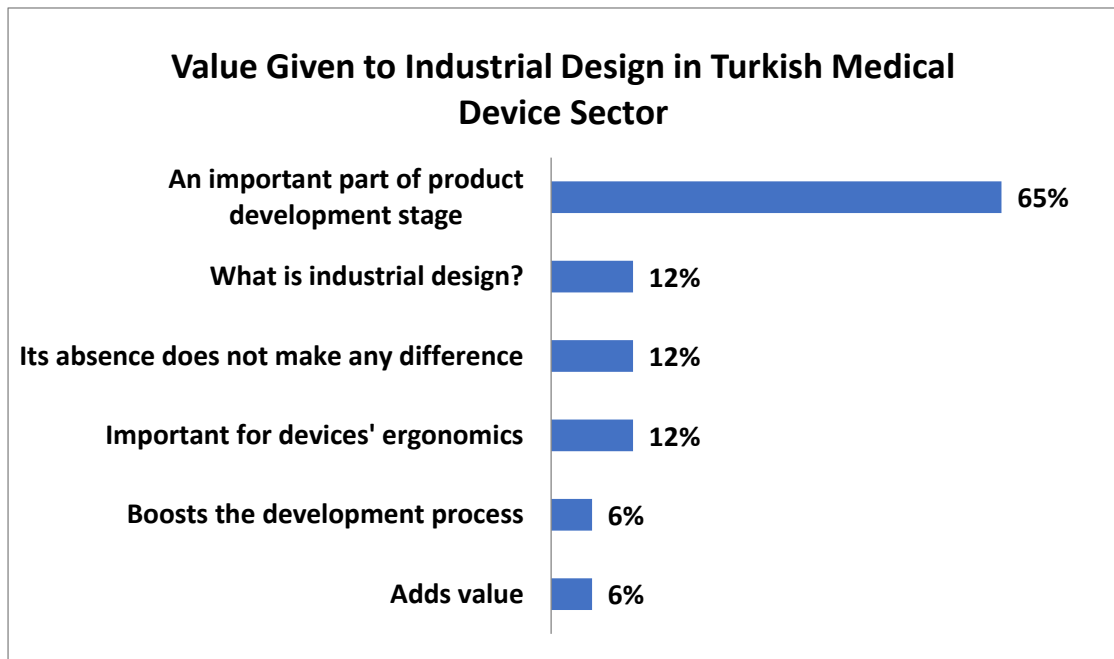 Value Given to Industrial Design in Turkish Medical
Device Sector
An important part of product
development stage
65%
What is industrial design?
12%
Its absence does not make any difference
12%
Important for devices' ergonomics
12%
Boosts the development process
6%
Adds value
6%